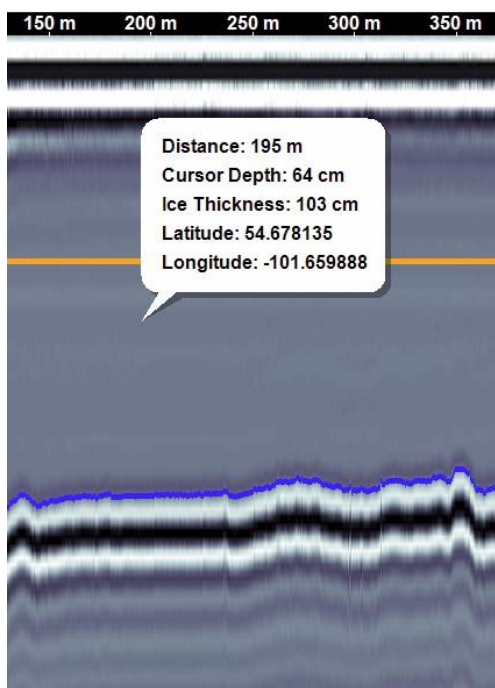 150 m 200 m 250 m 300 m 350 m
Distance: 195 m
Cursor Depth: 64 cm
Ice Thickness: 103 cm
Latitude: 54.678135
Longitude: -101.659888